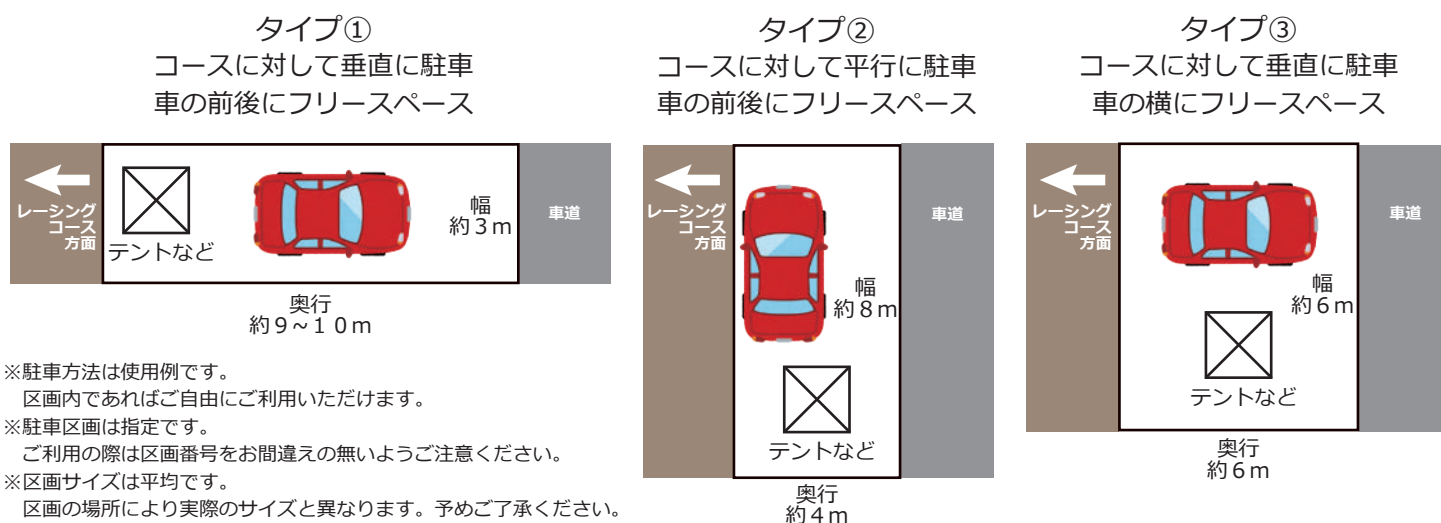 タイプ①
コースに対して垂直に駐車
車の前後にフリースペース
レーシング
コース
方面
テントなど
幅
約３ｍ
車道
奥行
約９~１０ｍ
タイプ②
コースに対して平行に駐車
車の前後にフリースペース
レーシング
コース
方面
幅
約８ｍ
テントなど
車道
奥行
約４ｍ
タイプ③
コースに対して垂直に駐車
車の横にフリースペース
レーシング
コース
方面
幅
約６ｍ
テントなど
車道
奥行
約６ｍ
※駐車方法は使用例です。
区画内であればご自由にご利用いただけます。
※駐車区画は指定です。
ご利用の際は区画番号をお間違えの無いようご注意ください。
※区画サイズは平均です。
区画の場所により実際のサイズと異なります。予めご了承ください。